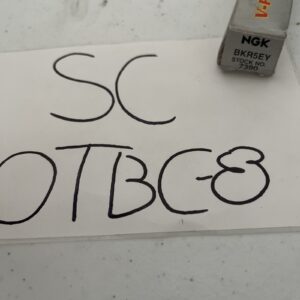 SC
OTBC-8
V-
NGK
BKR5EY
STOCK NO.
7390